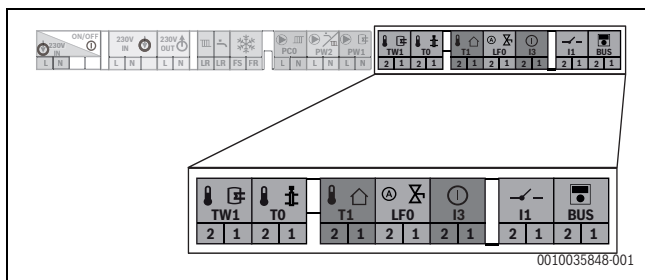 ON/OFF
230V IN
230V IN
230V OUT
PC0 PW2 PW1
L N L N L N LR LR FS FR L N L N L N
TW1 T0 T1 LF0 I3 I1 BUS
2 1 2 1 2 1 2 1 2 1 2 1 2 1
A
TW1 T0 T1 LF0 I3 I1 BUS
2 1 2 1 2 1 2 1 2 1 2 1 2 1
0010035848-001